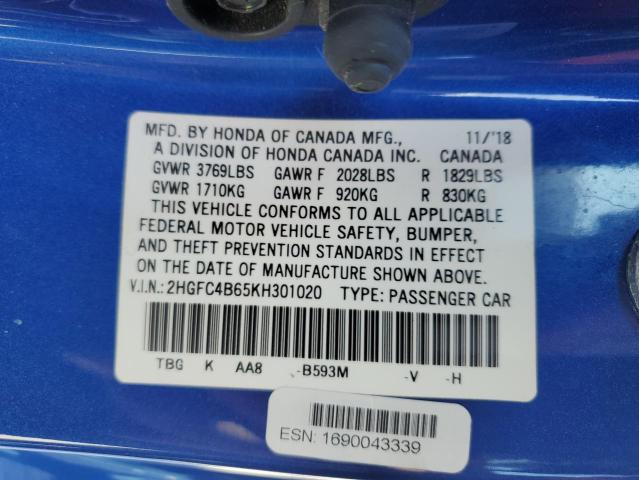 MFD. BY HONDA OF CANADA MFG., 11/'18
A DIVISION OF HONDA CANADA INC. CANADA
GVWR 3769LBS GAWR F 2028LBS R 1829LBS
GVWR 1710KG GAWR F 920KG R 830KG
THIS VEHICLE CONFORMS TO ALL APPLICABLE
FEDERAL MOTOR VEHICLE SAFETY, BUMPER,
AND THEFT PREVENTION STANDARDS IN EFFECT
ON THE DATE OF MANUFACTURE SHOWN ABOVE.
V.I.N.:2HGFC4B65KH301020 TYPE: PASSENGER CAR
TBG K AA8 -B593M -V -H
ESN: 1690043339